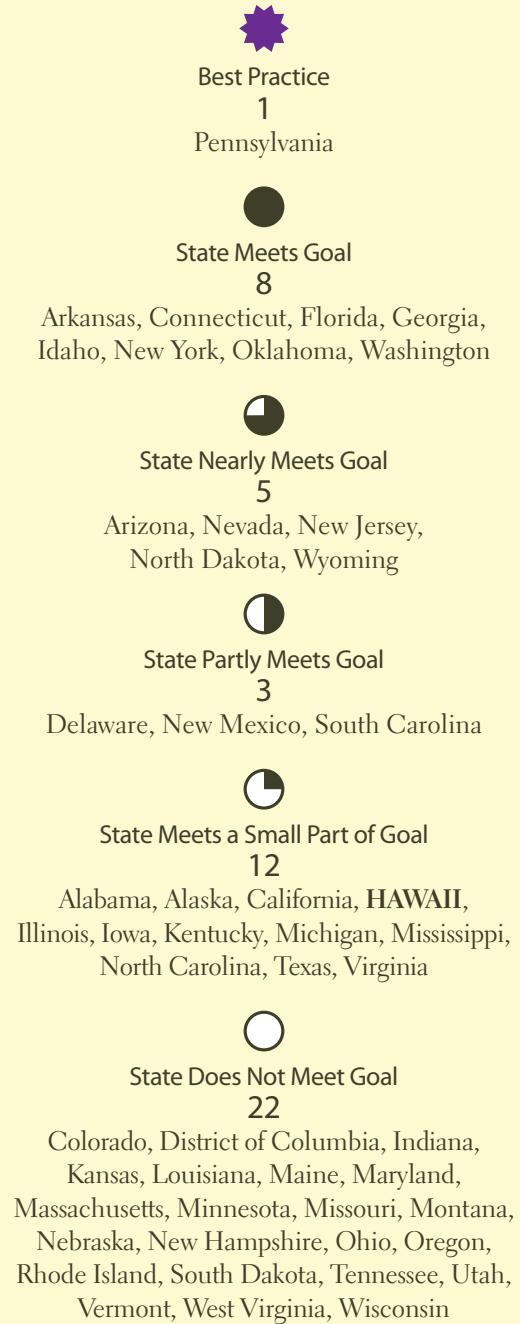 Best Practice
1
Pennsylvania
State Meets Goal
8
Arkansas, Connecticut, Florida, Georgia,
Idaho, New York, Oklahoma, Washington
State Nearly Meets Goal
5
Arizona, Nevada, New Jersey,
North Dakota, Wyoming
State Partly Meets Goal
3
Delaware, New Mexico, South Carolina
State Meets a Small Part of Goal
12
Alabama, Alaska, California, HAWAII,
Illinois, Iowa, Kentucky, Michigan, Mississippi,
North Carolina, Texas, Virginia
State Does Not Meet Goal
22
Colorado, District of Columbia, Indiana,
Kansas, Louisiana, Maine, Maryland,
Massachusetts, Minnesota, Missouri, Montana,
Nebraska, New Hampshire, Ohio, Oregon,
Rhode Island, South Dakota, Tennessee, Utah,
Vermont, West Virginia, Wisconsin